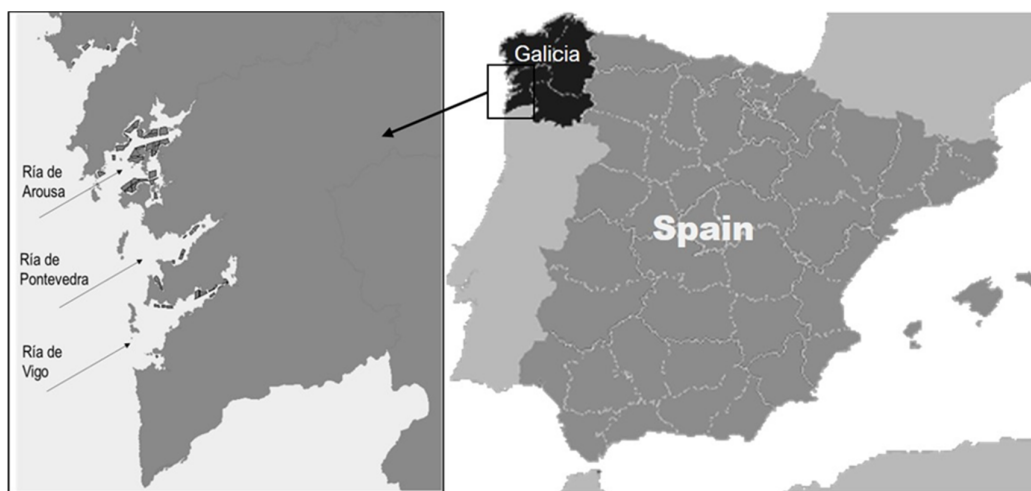 Ría de
Arousa
Ría de
Pontevedra
Ría de
Vigo
Galicia
Spain